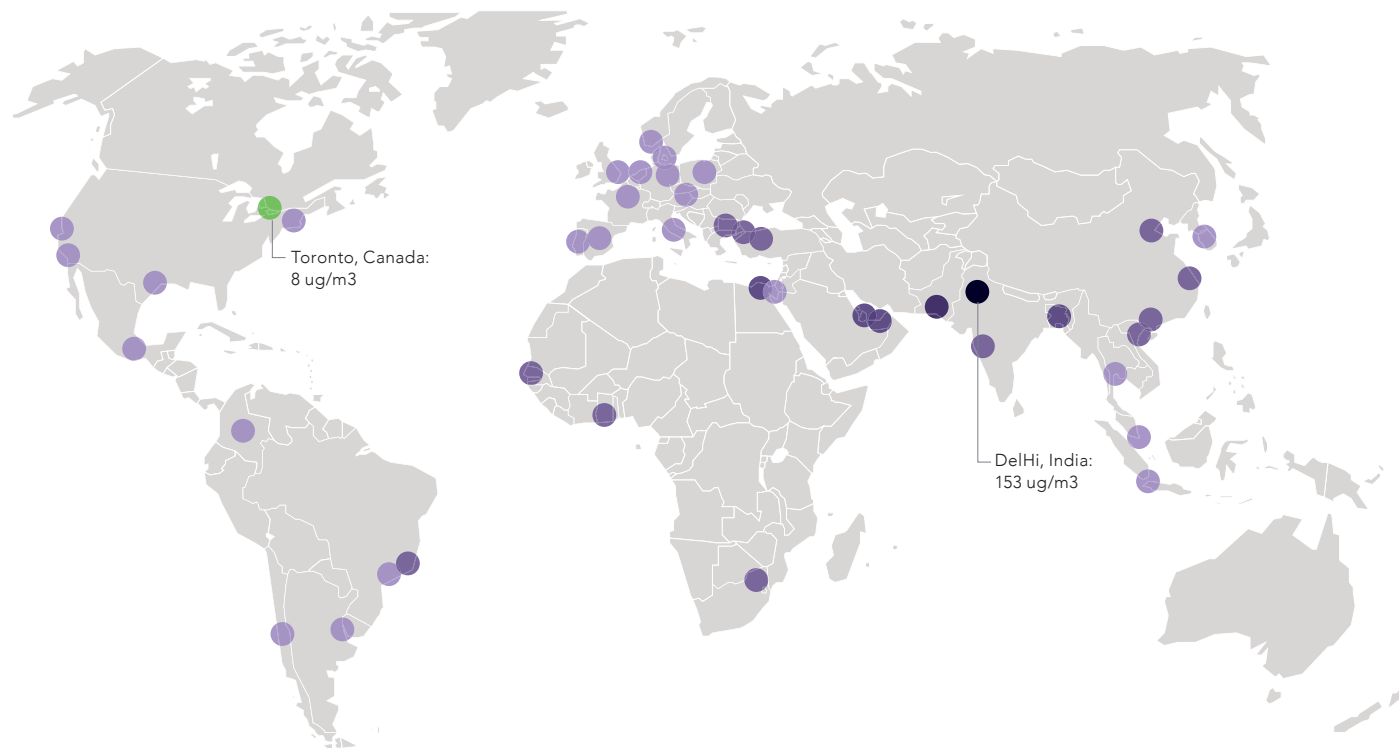 Toronto, Canada:
8 ug/m3
DelHi, India:
153 ug/m3